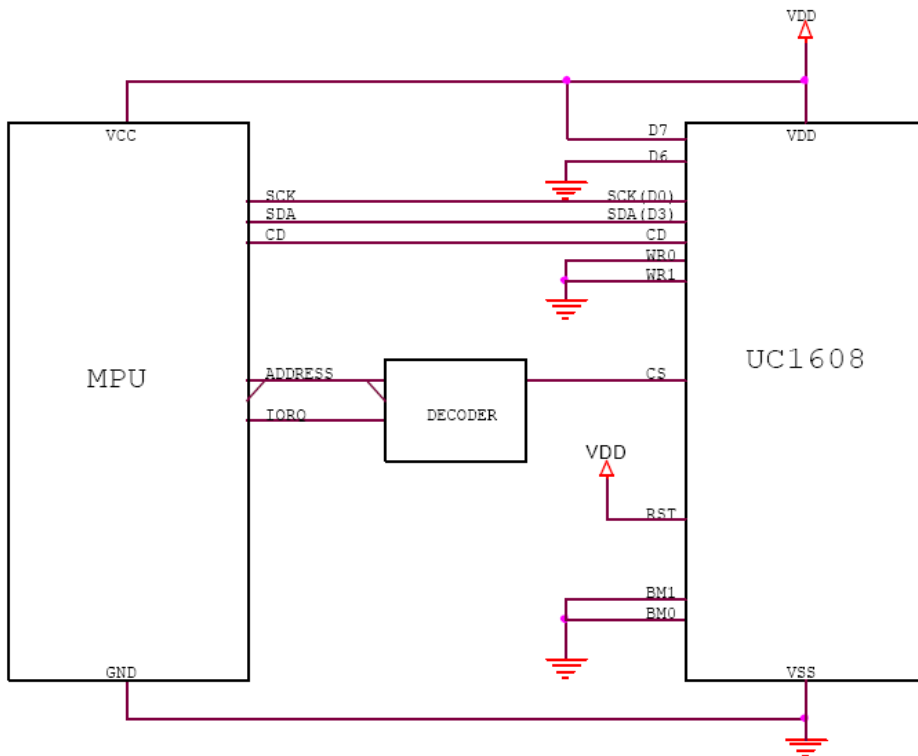 VDD
VCC
D7
VDD
D6
SCK
SCK(D0)
SDA
SDA(D3)
CD
CD
WR0
WR1
UC1608
MPU
ADDRESS
CS
IORQ
DECODER
VDD
RST
BM1
BM0
GND
VSS